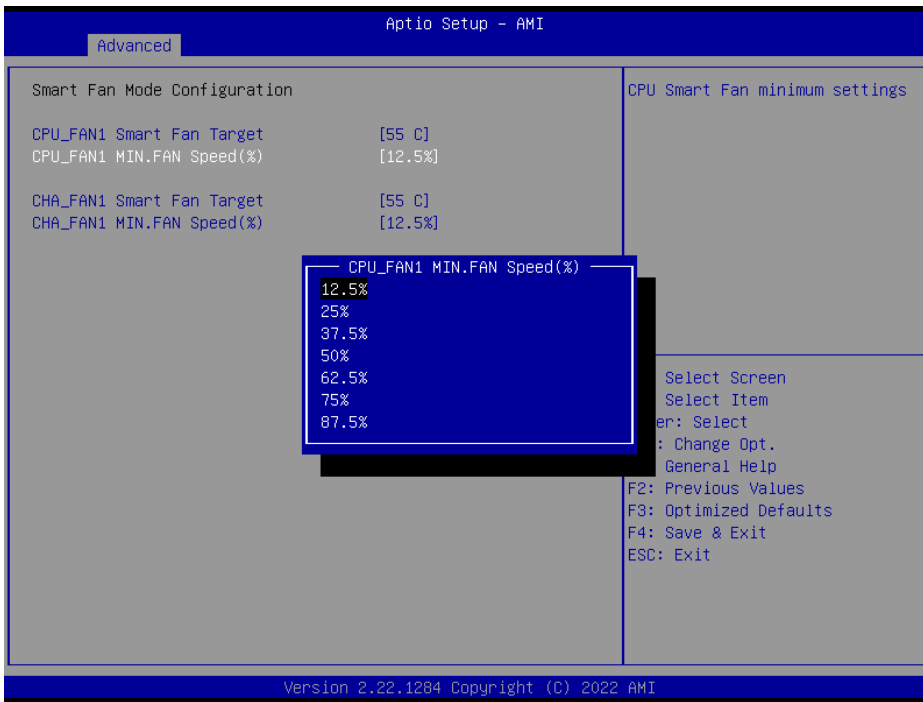 Aptio Setup – AMI
Advanced
Smart Fan Mode Configuration
CPU_FAN1 Smart Fan Target [55 C]
CPU_FAN1 MIN.FAN Speed(%) [12.5%]
CHA_FAN1 Smart Fan Target [55 C]
CHA_FAN1 MIN.FAN Speed(%) [12.5%]
CPU_FAN1 MIN.FAN Speed(%)
12.5%
25%
37.5%
50%
62.5%
75%
87.5%
CPU Smart Fan minimum settings
Select Screen
Select Item
er: Select
: Change Opt.
General Help
F2: Previous Values
F3: Optimized Defaults
F4: Save & Exit
ESC: Exit
Version 2.22.1284 Copyright (C) 2022 AMI